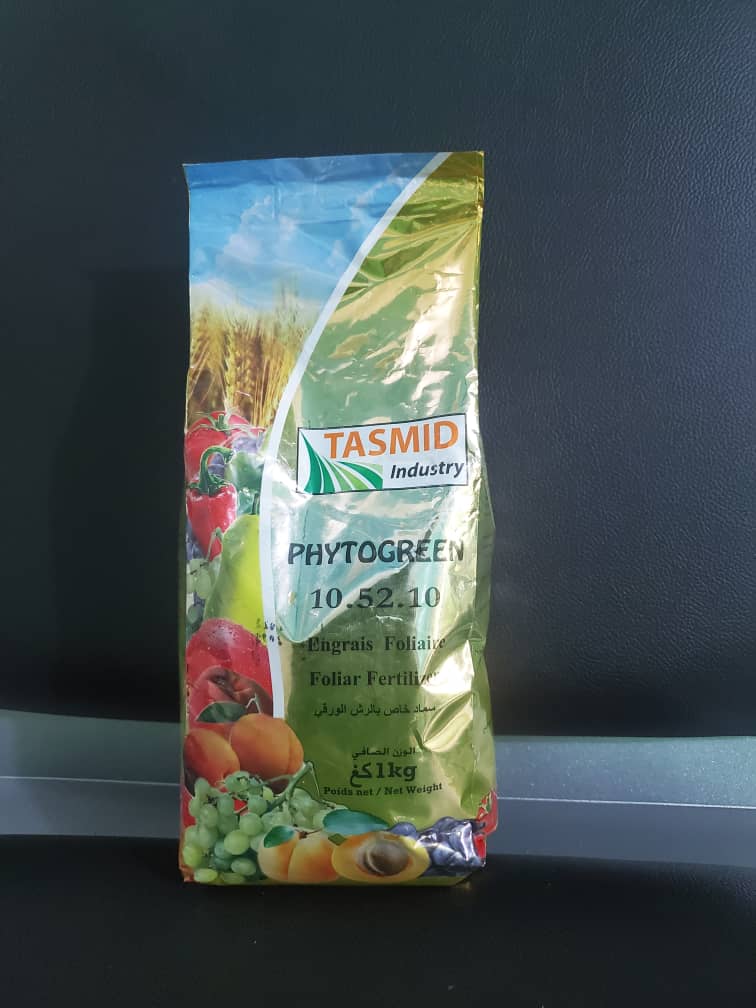 TASMID
Industry
PHYTOGREEN
10.52.10
Engrais Foliaire
Foliar Fertilizer
سماد خاص بالرش الورقي
الوزن الصافي
1kg كغ
Poids net / Net Weight